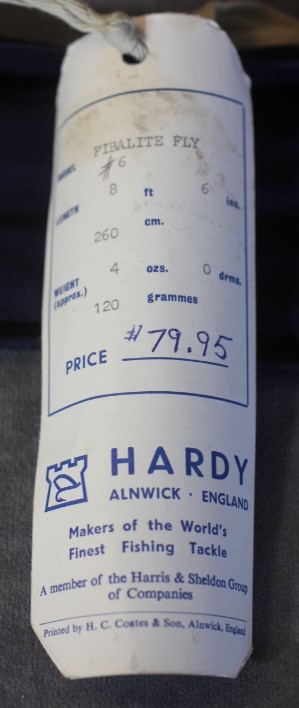 FIBALITE FLY
MODEL #6
LENGTH 8 ft 6 ins.
260 cm.
WEIGHT (approx.) 4 ozs. 0 drms.
120 grammes
PRICE #79.95
HARDY
ALNWICK · ENGLAND
Makers of the World's
Finest Fishing Tackle
A member of the Harris & Sheldon Group
of Companies
Printed by H. C. Coates & Son, Alnwick, England